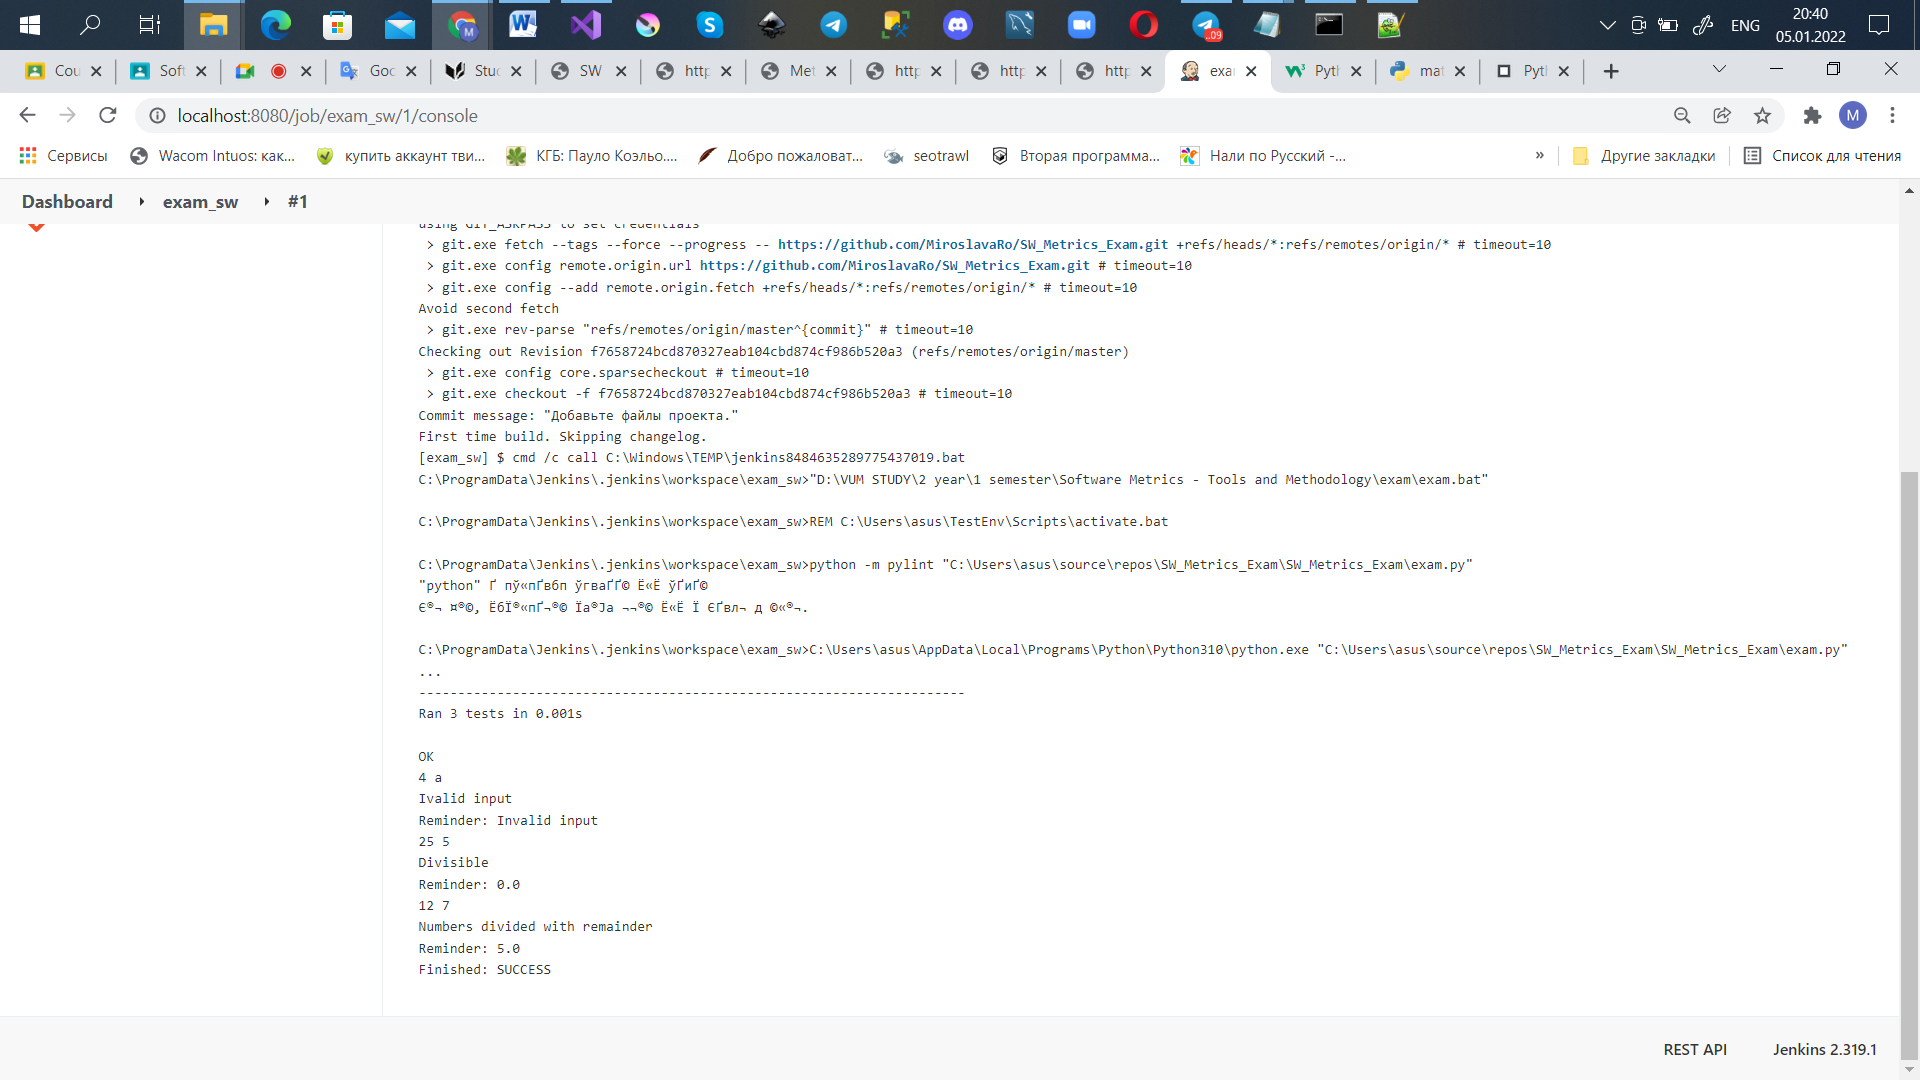 ENG
20:40
05.01.2022
.09
Cou
Soft
Goc
Stuc
SW
http
Met
http
http
http
exar
Pyth
mat
Pyth
localhost:8080/job/exam_sw/1/console
M
Сервисы
Wacom Intuos: как...
купить аккаунт тви...
КГБ: Пауло Коэльо....
Добро пожаловат...
seotrawl
Вторая программа...
Нали по Русский -...
»
Другие закладки
Список для чтения
Dashboard
exam_sw
#1
using GIT_ASKPASS to set credentials
> git.exe fetch --tags --force --progress -- https://github.com/MiroslavaRo/SW_Metrics_Exam.git +refs/heads/*:refs/remotes/origin/* # timeout=10
> git.exe config remote.origin.url https://github.com/MiroslavaRo/SW_Metrics_Exam.git # timeout=10
> git.exe config --add remote.origin.fetch +refs/heads/*:refs/remotes/origin/* # timeout=10
Avoid second fetch
> git.exe rev-parse "refs/remotes/origin/master^{commit}" # timeout=10
Checking out Revision f7658724bcd870327eab104cbd874cf986b520a3 (refs/remotes/origin/master)
> git.exe config core.sparsecheckout # timeout=10
> git.exe checkout -f f7658724bcd870327eab104cbd874cf986b520a3 # timeout=10
Commit message: "Добавьте файлы проекта."
First time build. Skipping changelog.
[exam_sw] $ cmd /c call C:\Windows\TEMP\jenkins8484635289775437019.bat
C:\ProgramData\Jenkins\.jenkins\workspace\exam_sw>"D:\VUM STUDY\2 year\1 semester\Software Metrics - Tools and Methodology\exam\exam.bat"
C:\ProgramData\Jenkins\.jenkins\workspace\exam_sw>REM C:\Users\asus\TestEnv\Scripts\activate.bat
C:\ProgramData\Jenkins\.jenkins\workspace\exam_sw>python -m pylint "C:\Users\asus\source\repos\SW_Metrics_Exam\SW_Metrics_Exam\exam.py"
"python" Ґ пў«пҐвбп ўгваҐҐ© Ё«Ё ўҐиҐ©
Є®¬ ¤®©, ЁбЇ®«пҐ¬®© Їа®Јa ¬¬®© Ё«Ё Ї ЄҐвл¬ д ©«®¬.
C:\ProgramData\Jenkins\.jenkins\workspace\exam_sw>C:\Users\asus\AppData\Local\Programs\Python\Python310\python.exe "C:\Users\asus\source\repos\SW_Metrics_Exam\SW_Metrics_Exam\exam.py"
...
----------------------------------------------------------------------
Ran 3 tests in 0.001s
OK
4 a
Ivalid input
Reminder: Invalid input
25 5
Divisible
Reminder: 0.0
12 7
Numbers divided with remainder
Reminder: 5.0
Finished: SUCCESS
REST API
Jenkins 2.319.1